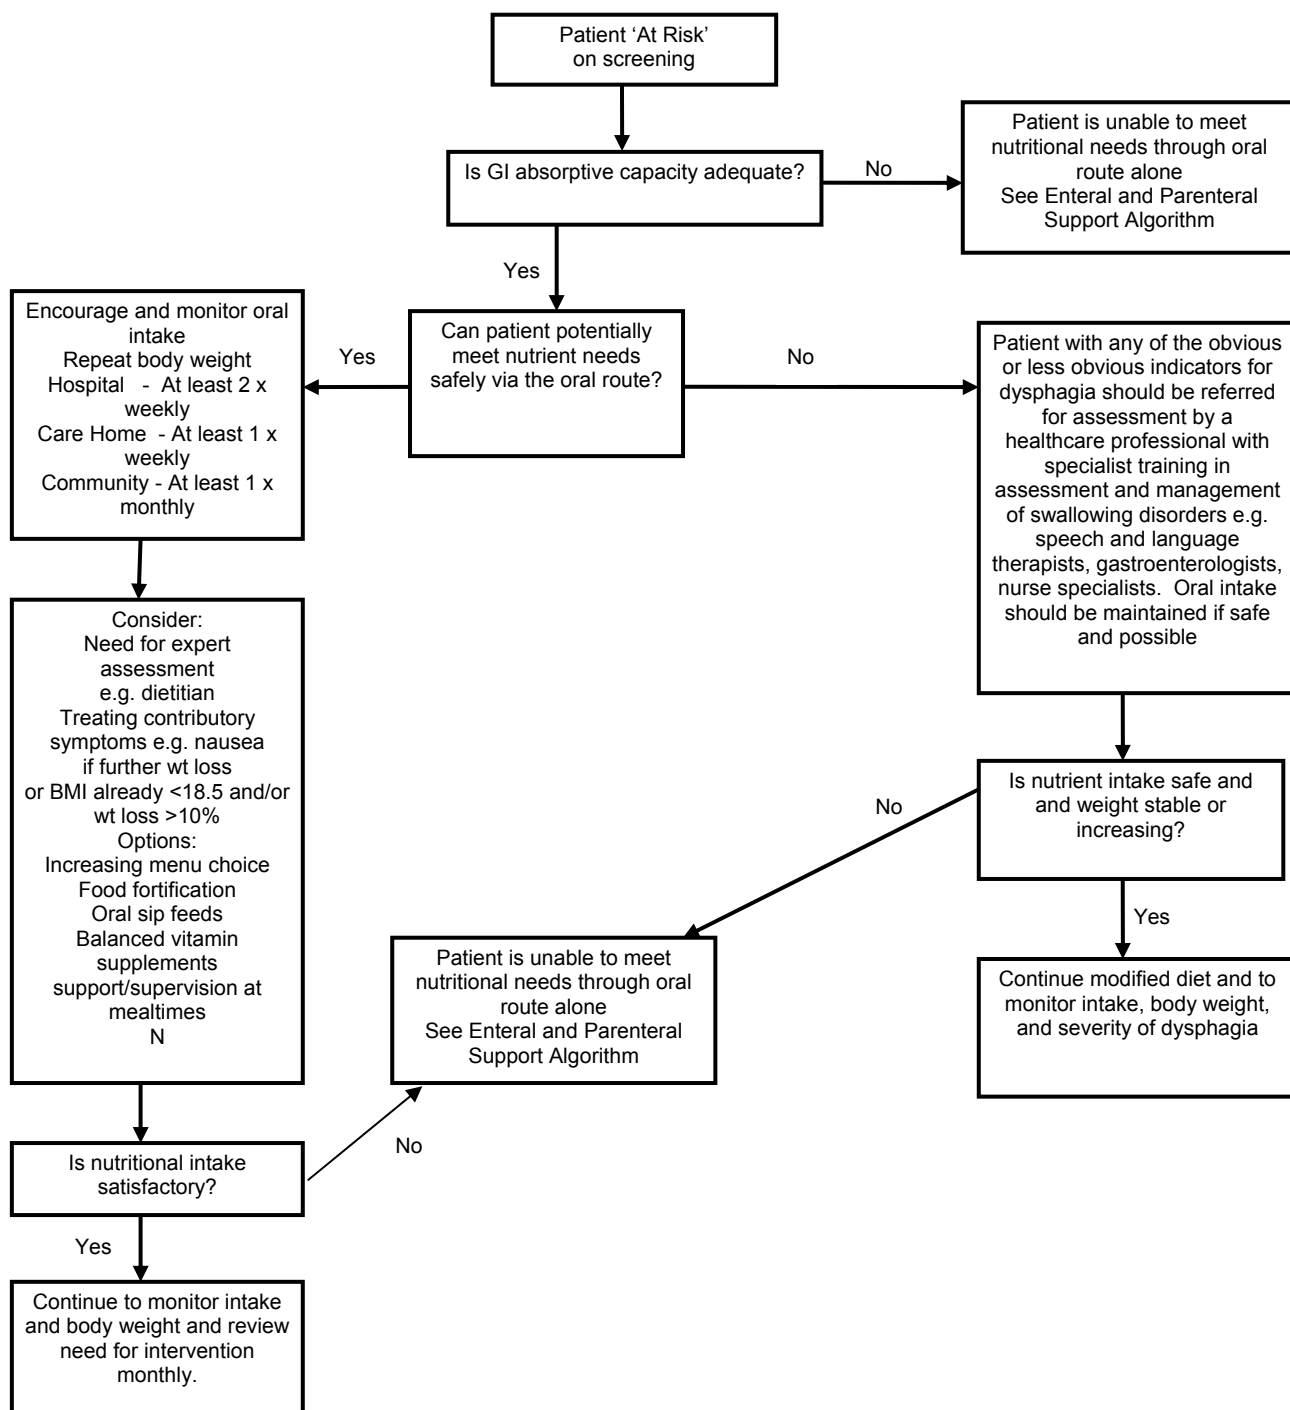 Patient ‘At Risk’
on screening
Is GI absorptive capacity adequate?
No
Patient is unable to meet
nutritional needs through oral
route alone
See Enteral and Parenteral
Support Algorithm
Yes
Can patient potentially
meet nutrient needs
safely via the oral route?
Yes
No
Encourage and monitor oral
intake
Repeat body weight
Hospital - At least 2 x
weekly
Care Home - At least 1 x
weekly
Community - At least 1 x
monthly
Patient with any of the obvious
or less obvious indicators for
dysphagia should be referred
for assessment by a
healthcare professional with
specialist training in
assessment and management
of swallowing disorders e.g.
speech and language
therapists, gastroenterologists,
nurse specialists. Oral intake
should be maintained if safe
and possible
Consider:
Need for expert
assessment
e.g. dietitian
Treating contributory
symptoms e.g. nausea
if further wt loss
or BMI already <18.5 and/or
wt loss >10%
Options:
Increasing menu choice
Food fortification
Oral sip feeds
Balanced vitamin
supplements
support/supervision at
mealtimes
N
Is nutrient intake safe and
and weight stable or
increasing?
No
Yes
Patient is unable to meet
nutritional needs through oral
route alone
See Enteral and Parenteral
Support Algorithm
Continue modified diet and to
monitor intake, body weight,
and severity of dysphagia
Is nutritional intake
satisfactory?
No
Yes
Continue to monitor intake
and body weight and review
need for intervention
monthly.